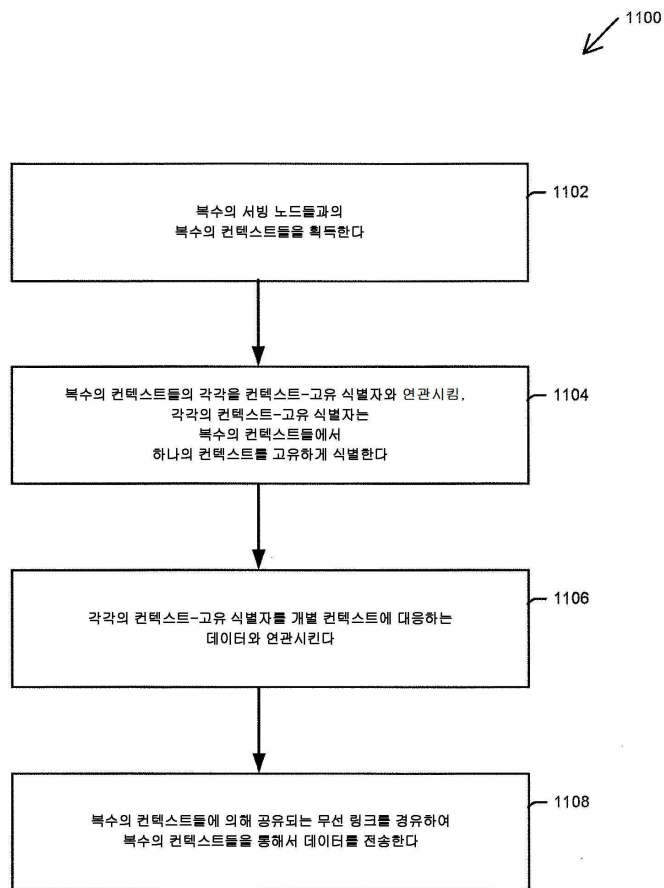 1100
복수의 서빙 노드들과의
복수의 컨텍스트들을 획득한다
1102
복수의 컨텍스트들의 각각을 컨텍스트-고유 식별자와 연관시킴,
각각의 컨텍스트-고유 식별자는
복수의 컨텍스트들에서
하나의 컨텍스트를 고유하게 식별한다
1104
각각의 컨텍스트-고유 식별자를 개별 컨텍스트에 대응하는
데이터와 연관시킨다
1106
복수의 컨텍스트들에 의해 공유되는 무선 링크를 경유하여
복수의 컨텍스트들을 통해서 데이터를 전송한다
1108